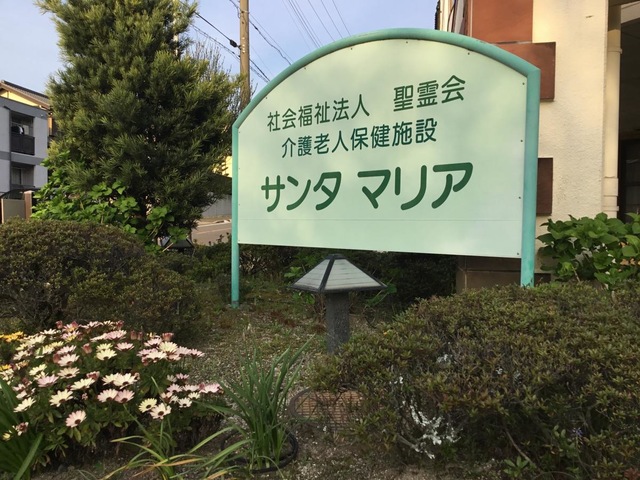 社会福祉法人 聖霊会
介護老人保健施設
サンタ マリア